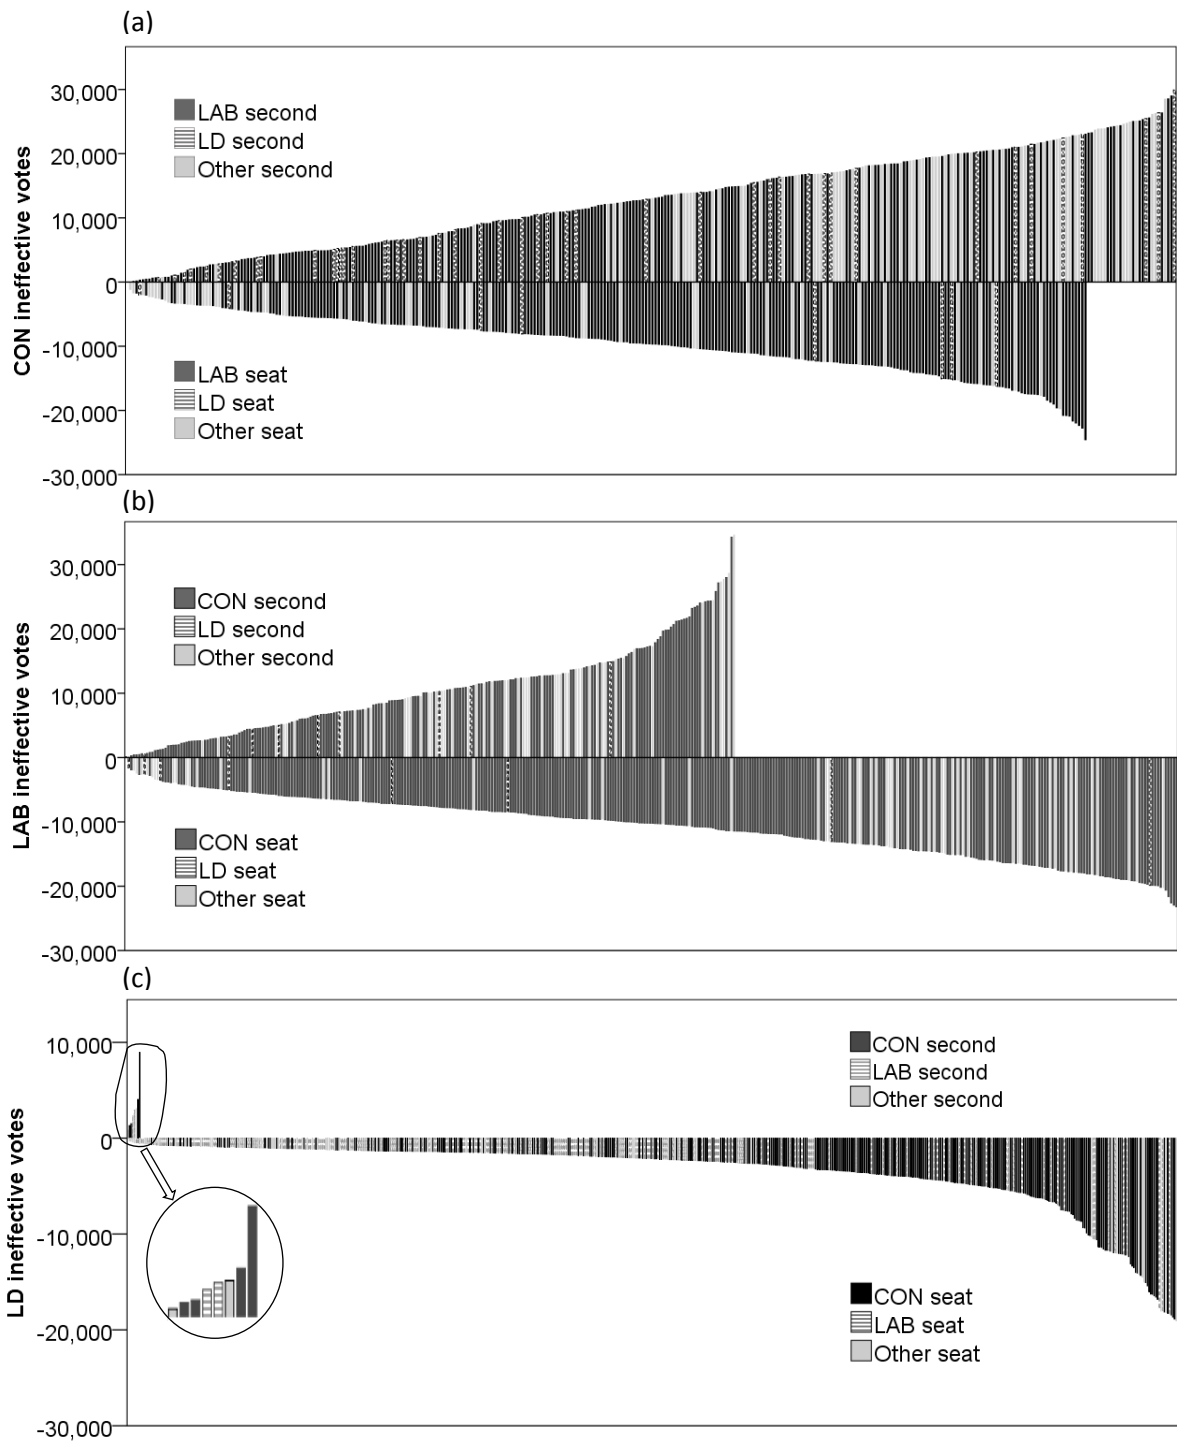 (a)
CON ineffective votes
30,000
20,000
10,000
0
-10,000
-20,000
-30,000
LAB second
LD second
Other second
LAB seat
LD seat
Other seat
(b)
LAB ineffective votes
30,000
20,000
10,000
0
-10,000
-20,000
-30,000
CON second
LD second
Other second
CON seat
LD seat
Other seat
(c)
LD ineffective votes
10,000
0
-10,000
-20,000
-30,000
CON second
LAB second
Other second
CON seat
LAB seat
Other seat